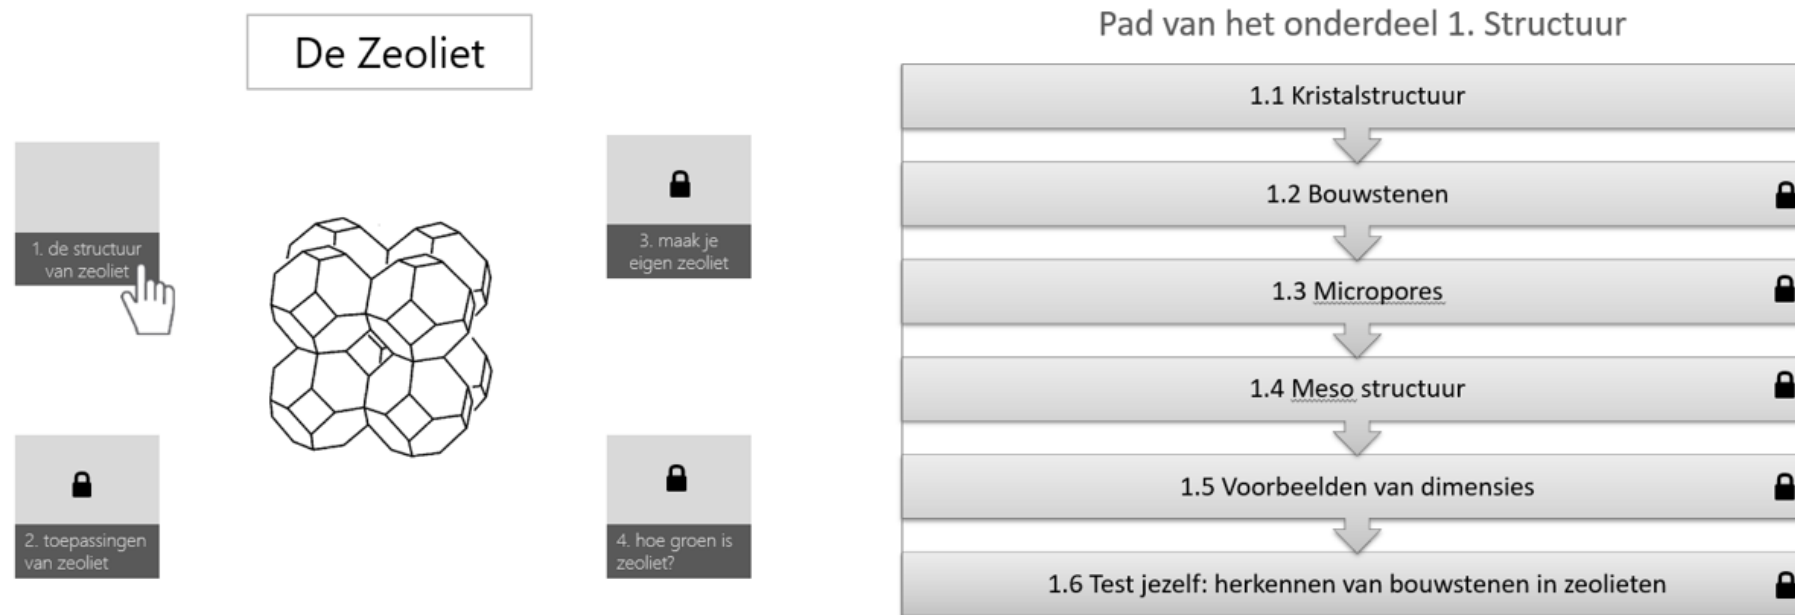 De Zeoliet
1. de structuur
van zeoliet
3. maak je
eigen zeoliet
2. toepassingen
van zeoliet
4. hoe groen is
zeoliet?
Pad van het onderdeel 1. Structuur
1.1 Kristalstructuur
1.2 Bouwstenen
1.3 Micropores
1.4 Meso structuur
1.5 Voorbeelden van dimensies
1.6 Test jezelf: herkennen van bouwstenen in zeolieten